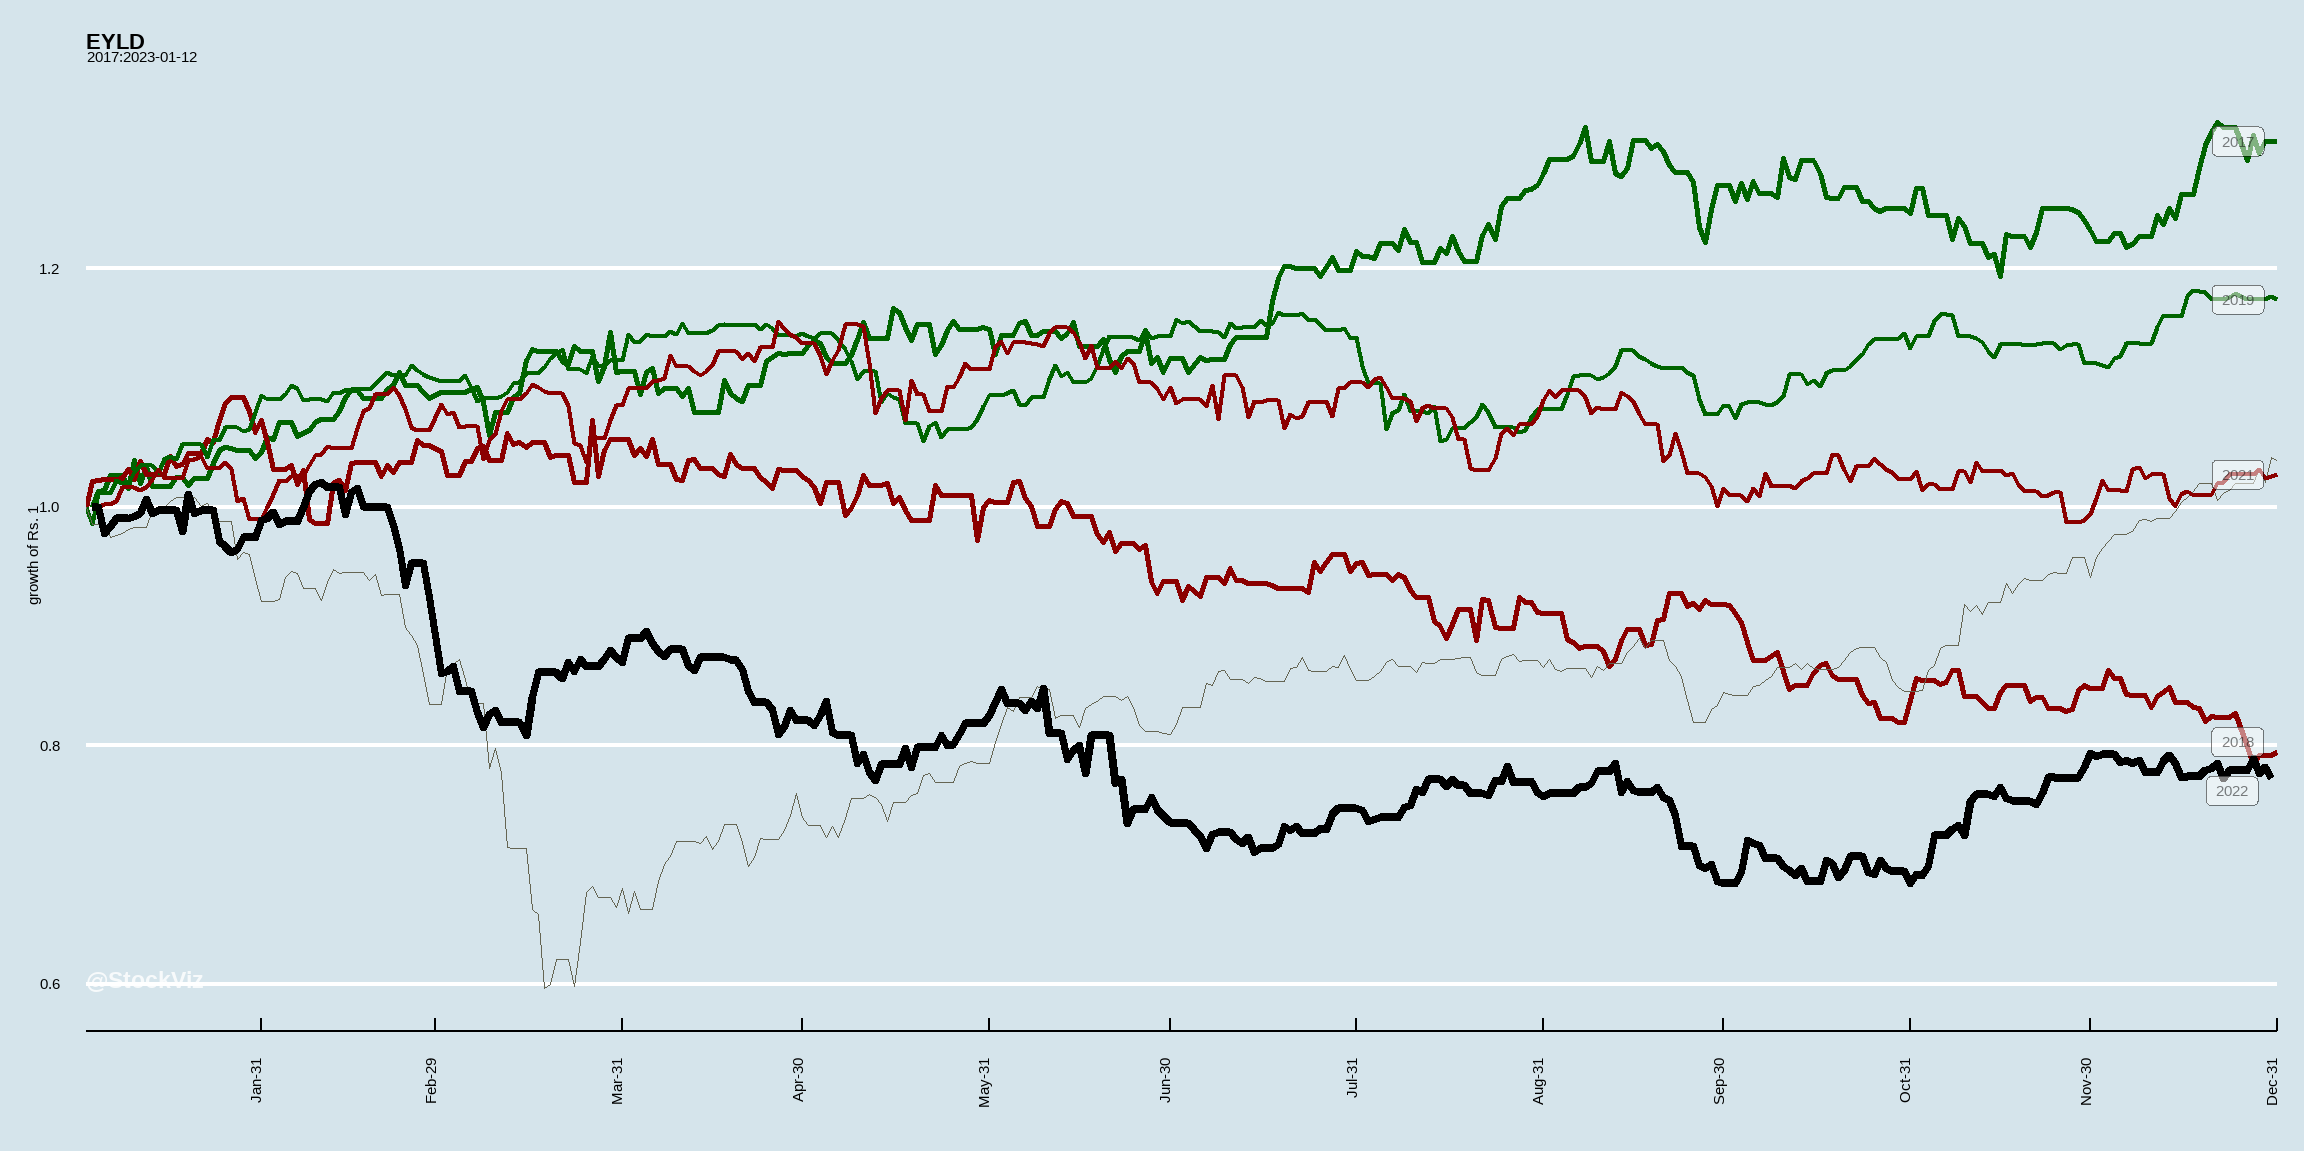 EYLD
2017:2023-01-12
2017
1.2
2019
2021
1.0
growth of Rs. 1
2018
0.8
2022
@StockViz
0.6
Jan-31
Feb-29
Mar-31
Apr-30
May-31
Jun-30
Jul-31
Aug-31
Sep-30
Oct-31
Nov-30
Dec-31